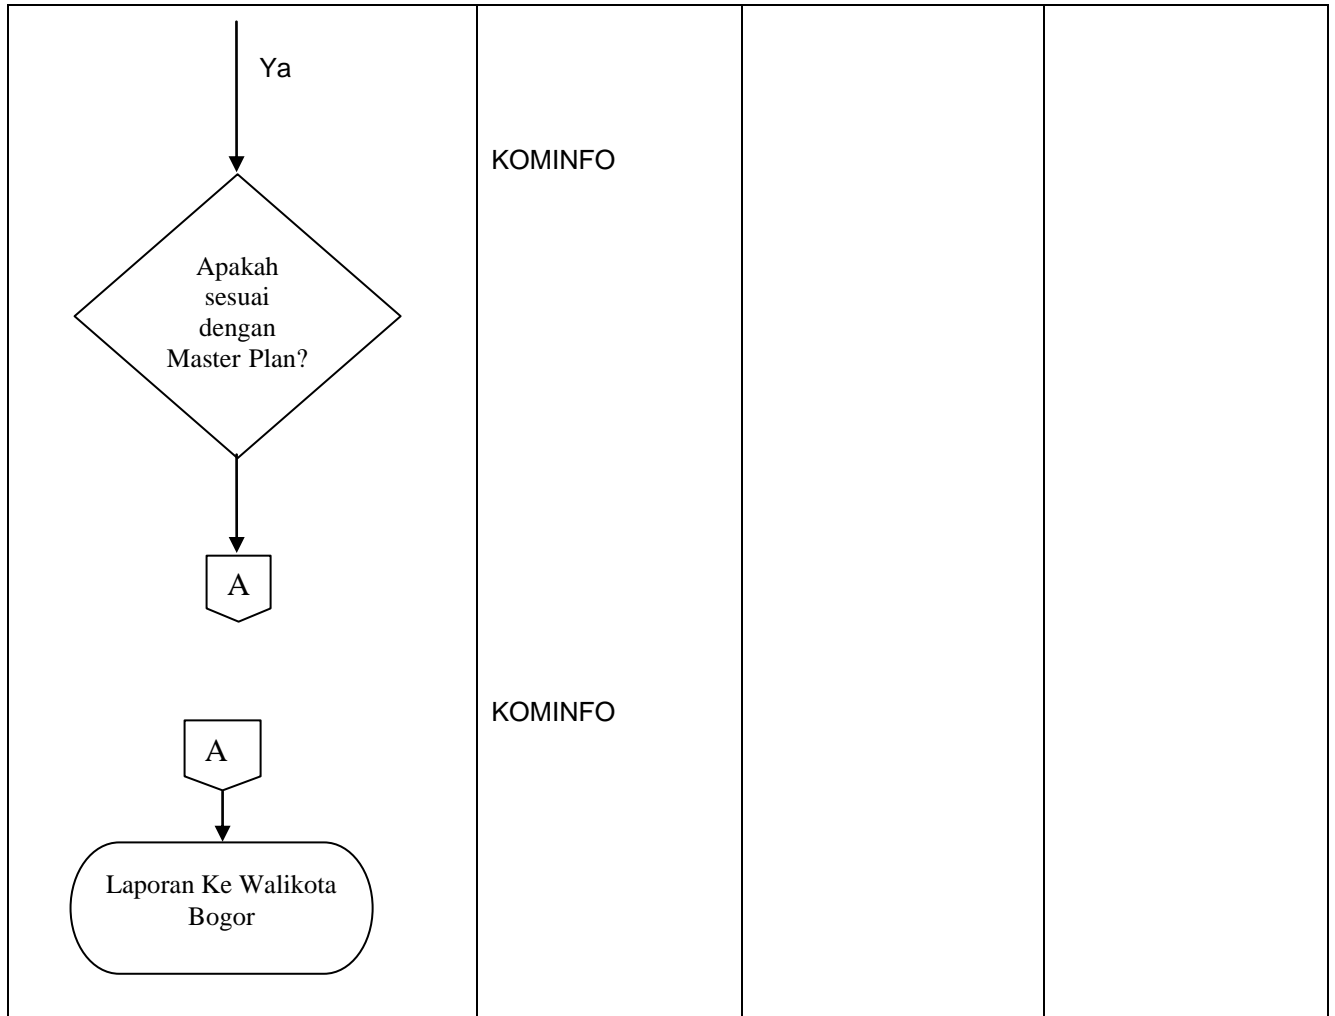 Ya
KOMINFO
Apakah
sesuai
dengan
Master Plan?
A
KOMINFO
A
Laporan Ke Walikota
Bogor